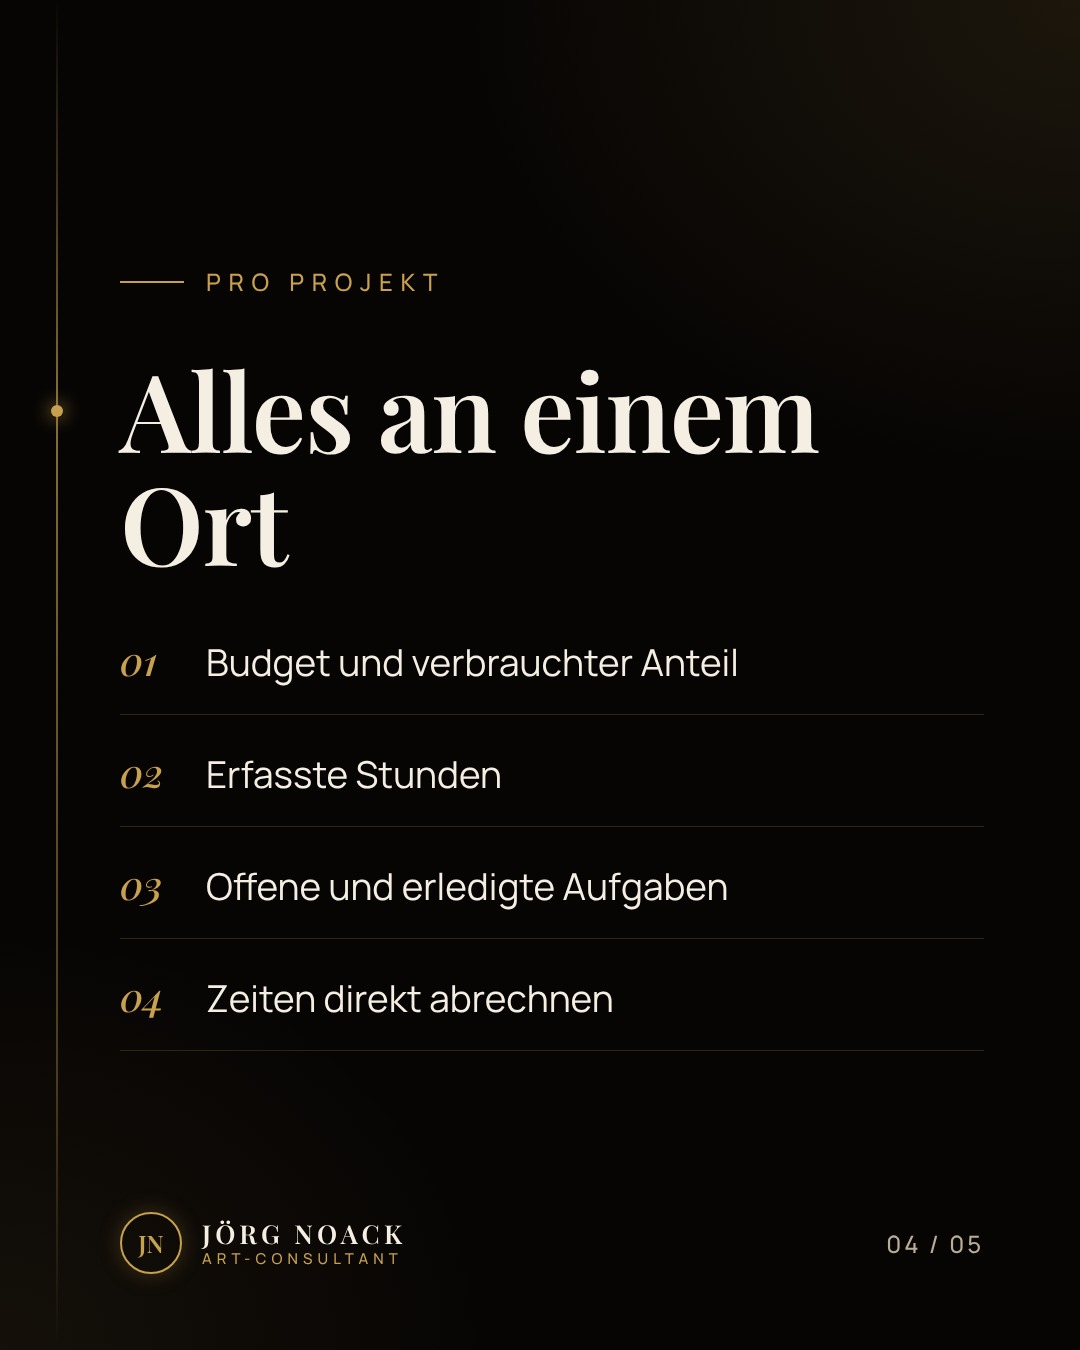 PRO PROJEKT
Alles an einem
Ort
01 Budget und verbrauchter Anteil
02 Erfasste Stunden
03 Offene und erledigte Aufgaben
04 Zeiten direkt abrechnen
JN
JÖRG NOACK
ART-CONSULTANT
04 / 05